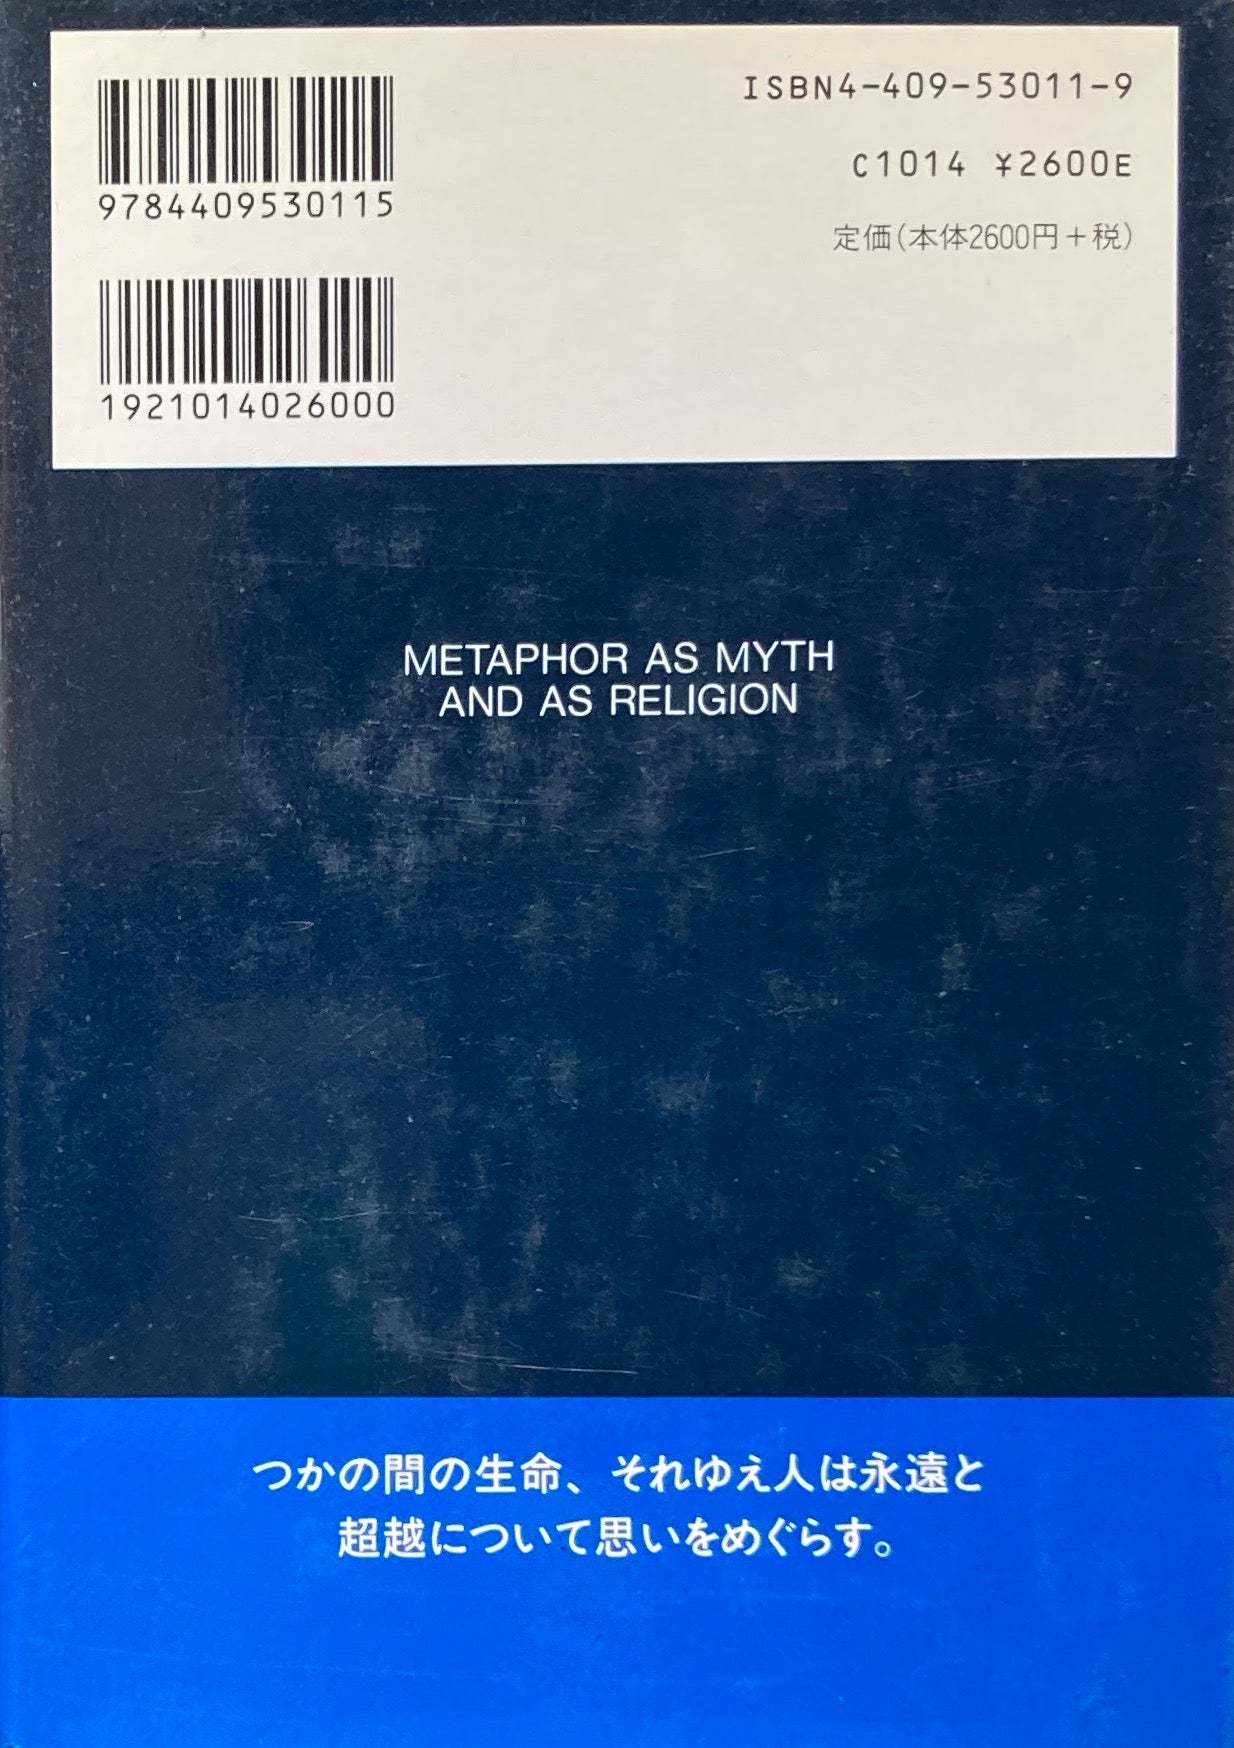 ISBN4-409-53011-9
C1014 ¥2600E
定価(本体2600円+税)
9784409530115
1921014026000
METAPHOR AS MYTH
AND AS RELIGION
つかの間の生命、それゆえ人は永遠と
超越について思いをめぐらす。